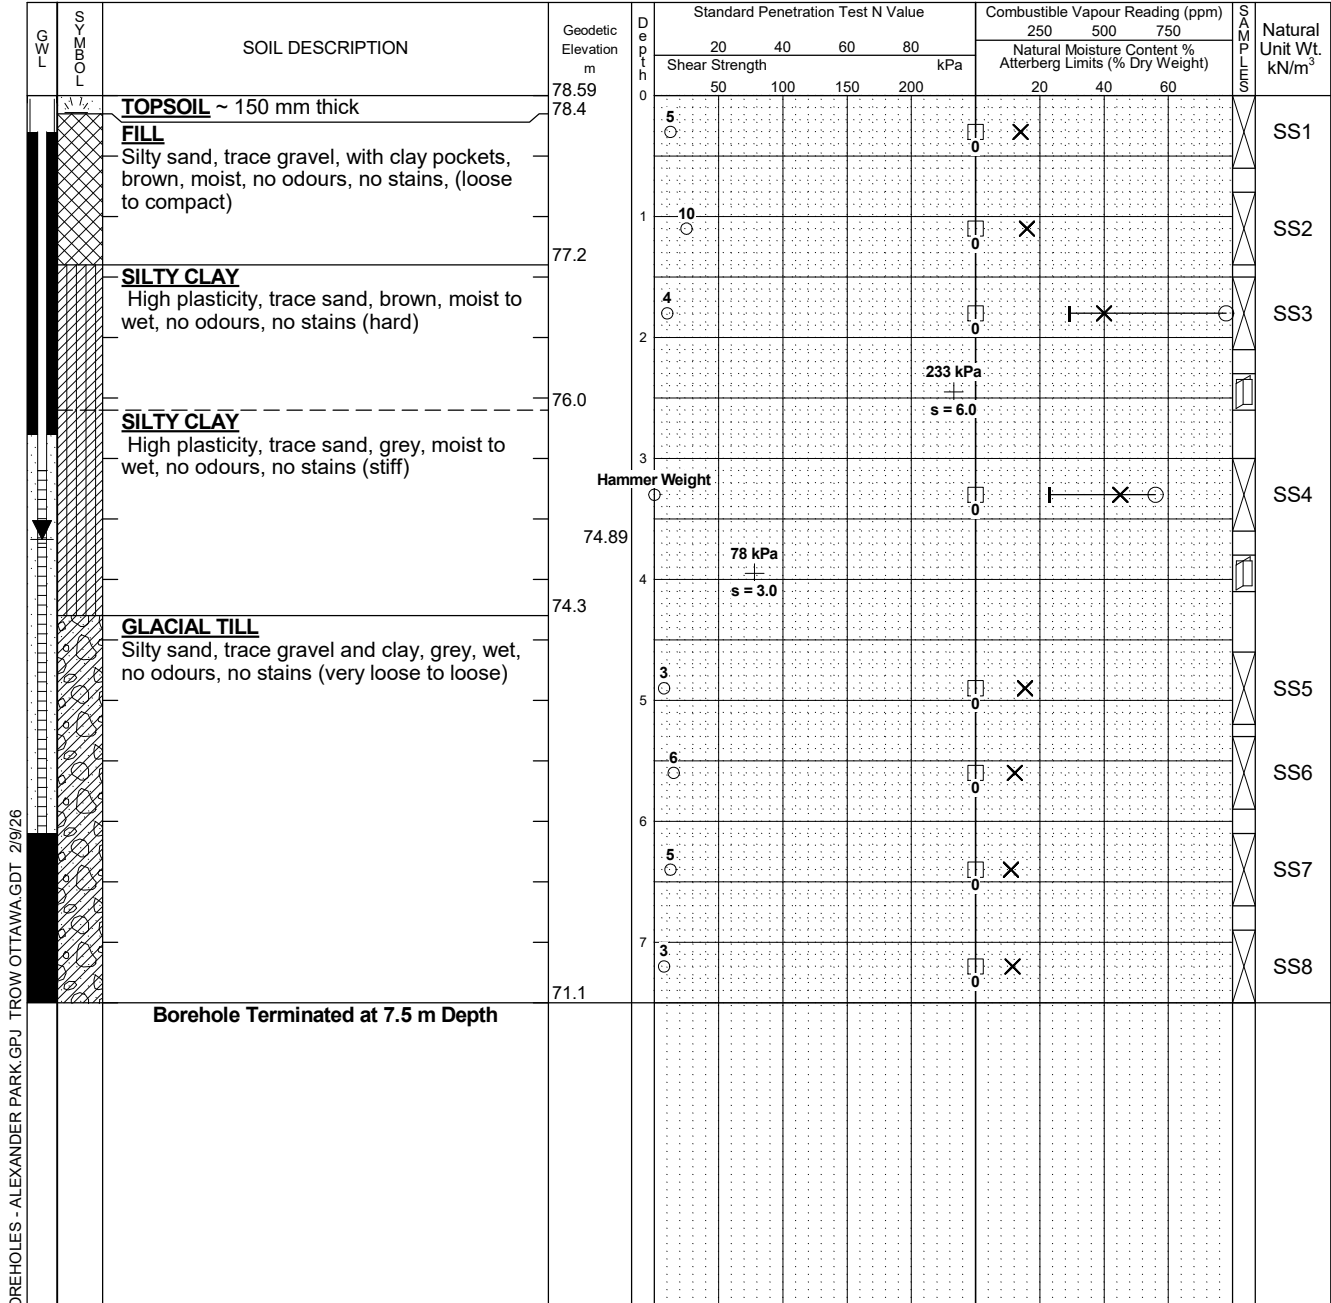 GWL
SYMBOL
SOIL DESCRIPTION
Geodetic
Elevation
m
Depth
Standard Penetration Test N Value
20 40 60 80
Shear Strength kPa
50 100 150 200
Combustible Vapour Reading (ppm)
250 500 750
Natural Moisture Content %
Atterberg Limits (% Dry Weight)
20 40 60
SAMPLES
Natural
Unit Wt.
kN/m³
78.59
0
TOPSOIL ~ 150 mm thick
78.4
FILL
Silty sand, trace gravel, with clay pockets,
brown, moist, no odours, no stains, (loose
to compact)
5
0
SS1
1
10
0
SS2
77.2
SILTY CLAY
High plasticity, trace sand, brown, moist to
wet, no odours, no stains (hard)
4
0
SS3
2
233 kPa
s = 6.0
76.0
SILTY CLAY
High plasticity, trace sand, grey, moist to
wet, no odours, no stains (stiff)
3
Hammer Weight
0
SS4
74.89
78 kPa
s = 3.0
4
74.3
GLACIAL TILL
Silty sand, trace gravel and clay, grey, wet,
no odours, no stains (very loose to loose)
3
0
SS5
5
6
0
SS6
6
5
0
SS7
7
3
0
SS8
71.1
Borehole Terminated at 7.5 m Depth
OREHOLES - ALEXANDER PARK.GPJ TROW OTTAWA.GDT 2/9/26